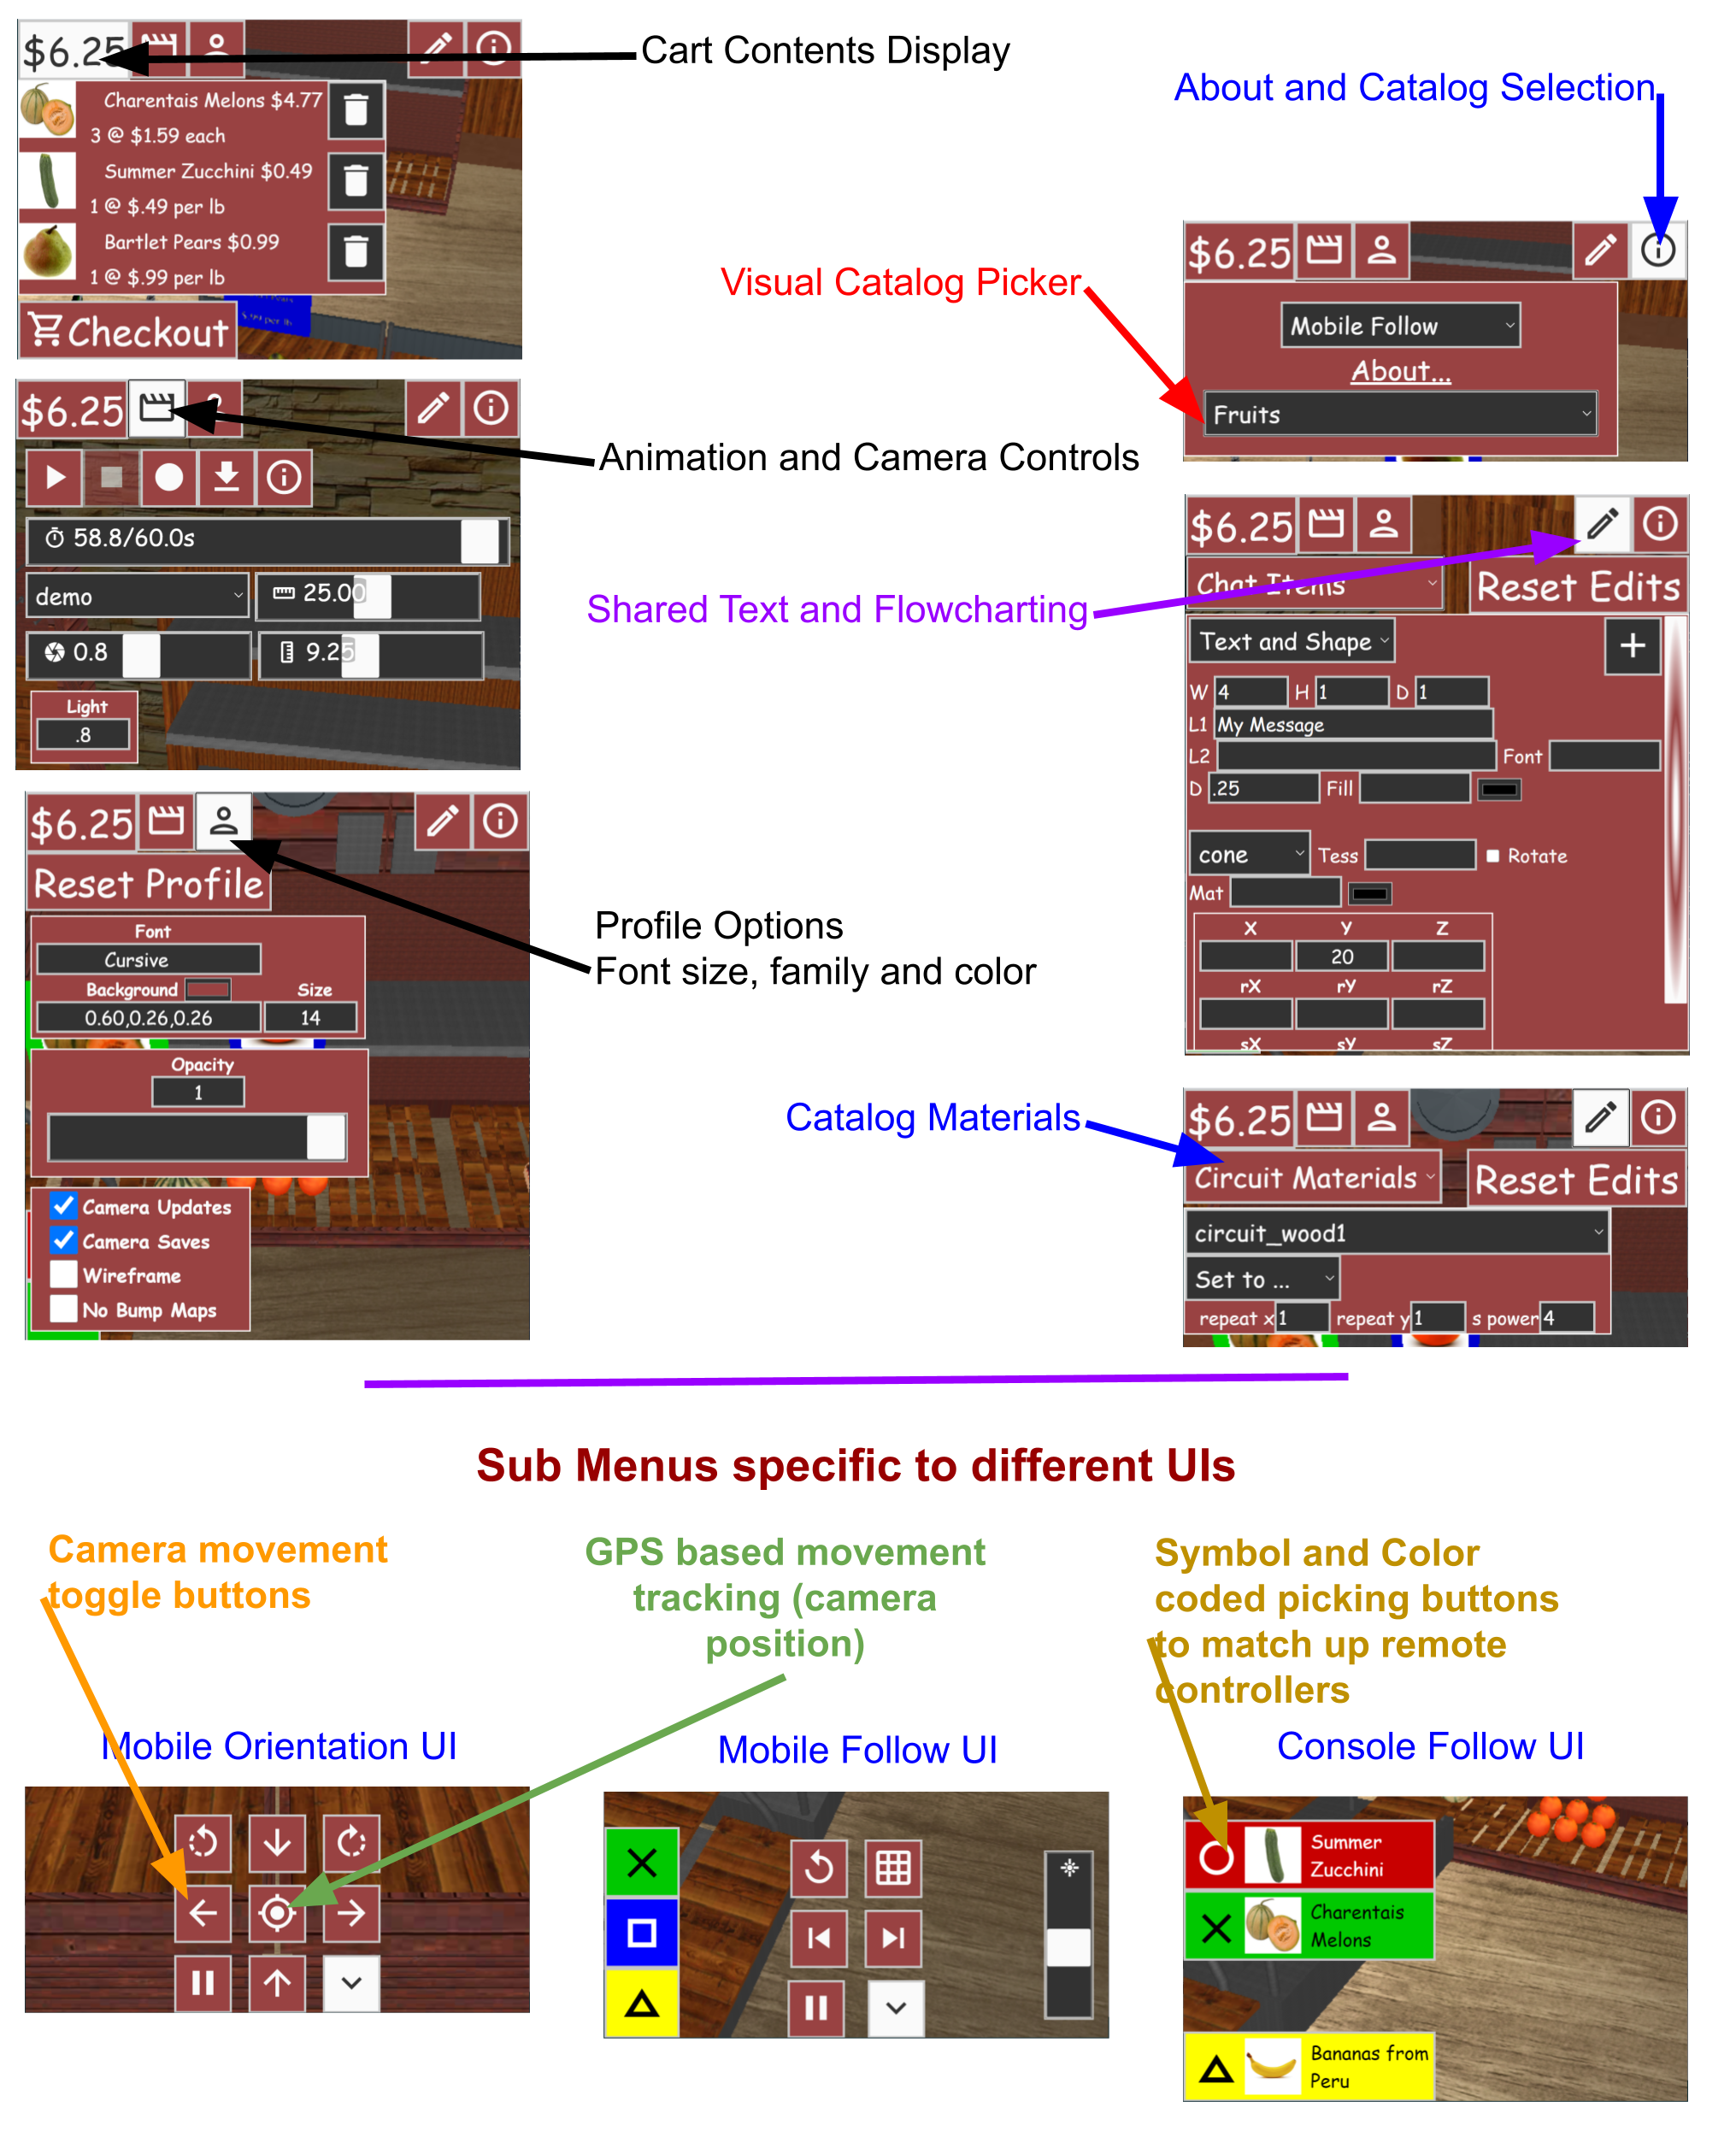 $6.25
Cart Contents Display
Charentais Melons $4.77
3 @ $1.59 each
Summer Zucchini $0.49
1 @ $.49 per lb
Bartlet Pears $0.99
1 @ $.99 per lb
Checkout
About and Catalog Selection
Visual Catalog Picker
$6.25
Mobile Follow
About...
Fruits
$6.25
Animation and Camera Controls
58.8/60.0s
demo
25.00
0.8
9.25
Light
.8
Shared Text and Flowcharting
$6.25
Chat Items
Reset Edits
Text and Shape
+
W 4 H 1 D 1
L1 My Message
L2 Font
D .25 Fill
cone Tess Rotate
Mat
X Y Z
20
rX rY rZ
sX sY sZ
$6.25
Reset Profile
Font
Cursive
Background Size
0.60,0.26,0.26 14
Opacity
1
Camera Updates
Camera Saves
Wireframe
No Bump Maps
Profile Options
Font size, family and color
Catalog Materials
$6.25
Circuit Materials
Reset Edits
circuit_wood1
Set to ...
repeat x 1 repeat y 1 s power 4
Sub Menus specific to different UIs
Camera movement
toggle buttons
GPS based movement
tracking (camera
position)
Symbol and Color
coded picking buttons
to match up remote
controllers
Mobile Orientation UI
Mobile Follow UI
Console Follow UI
Summer
Zucchini
Charentais
Melons
Bananas from
Peru